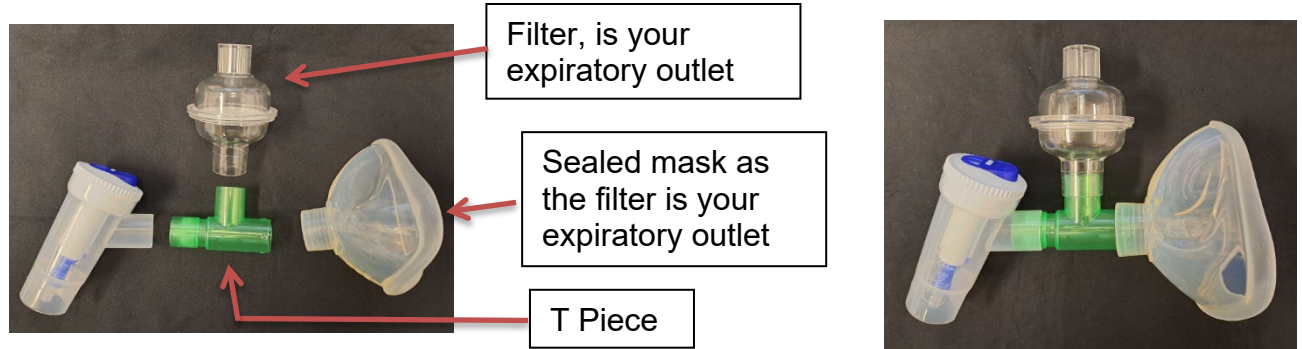 Filter, is your
expiratory outlet
Sealed mask as
the filter is your
expiratory outlet
T Piece